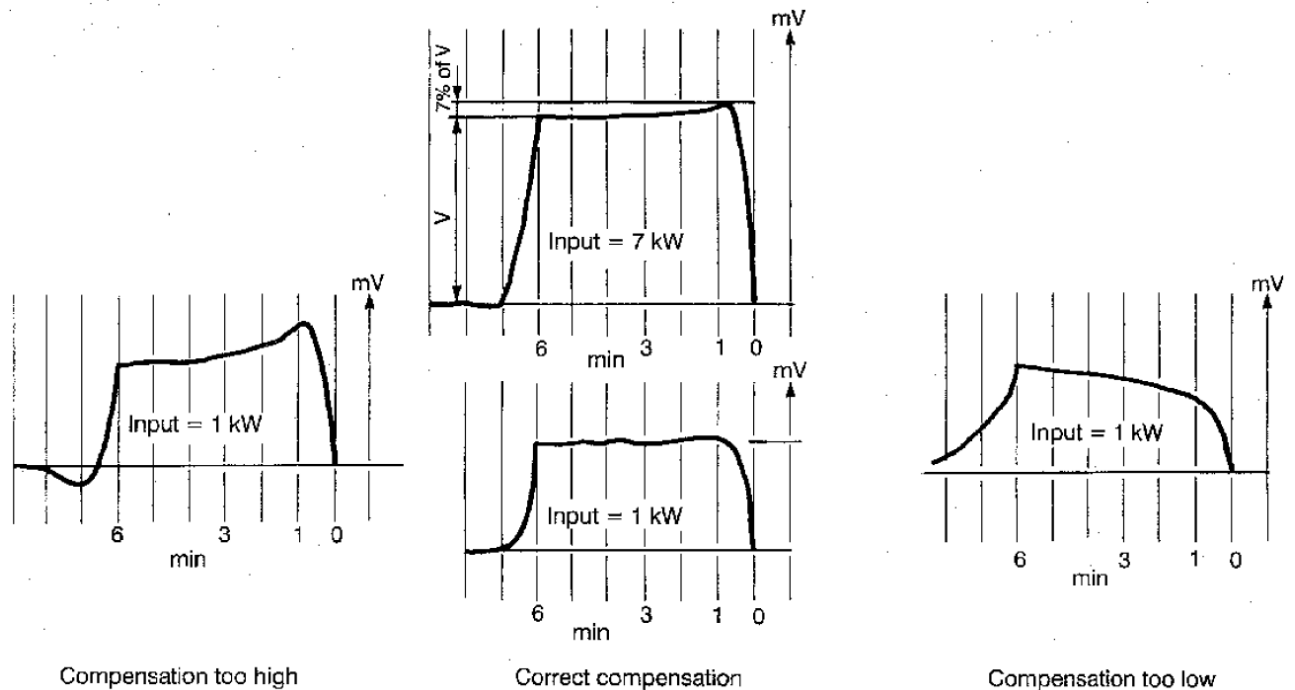 mV
7% of V
V
Input = 7 kW
6 3 1 0
min
mV
Input = 1 kW
6 3 1 0
min
mV
Input = 1 kW
6 3 1 0
min
mV
Input = 1 kW
6 3 1 0
min
Compensation too high
Correct compensation
Compensation too low